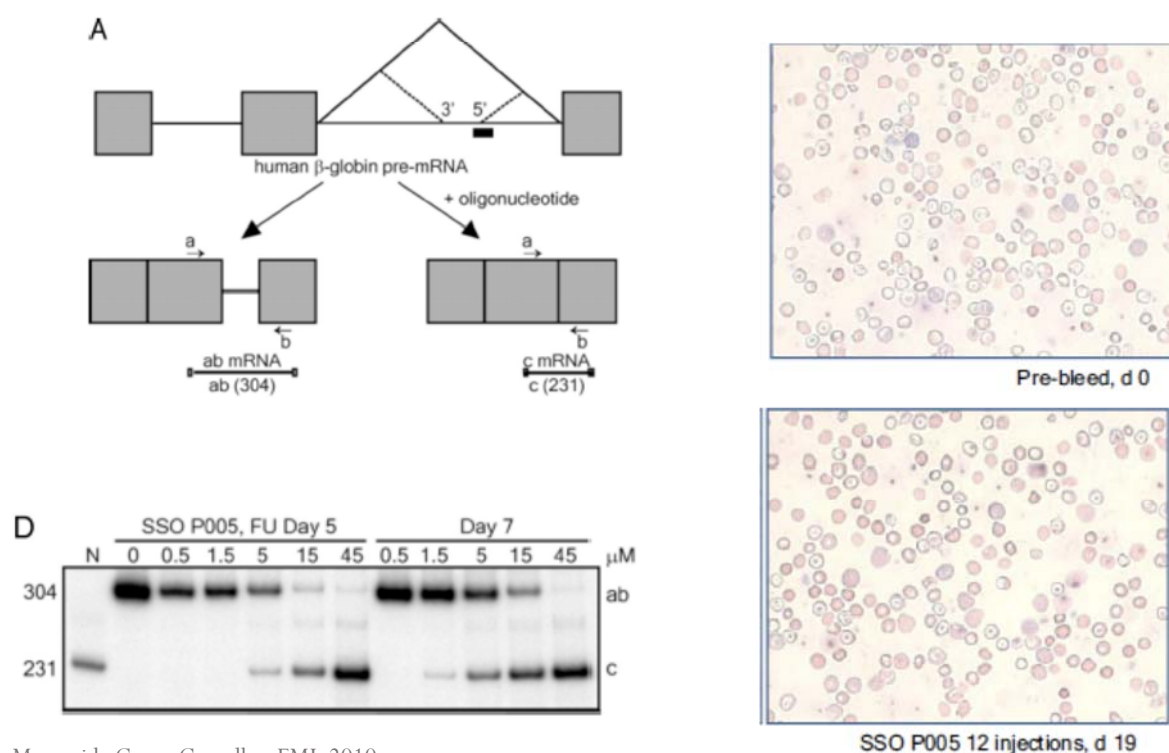 A
3' 5'
human β-globin pre-mRNA
+ oligonucleotide
a a
b b
ab mRNA c mRNA
ab (304) c (231)
Pre-bleed, d 0
D
SSO P005, FU Day 5 Day 7
N 0 0.5 1.5 5 15 45 0.5 1.5 5 15 45 μM
304 ab
231 c
SSO P005 12 injections, d 19